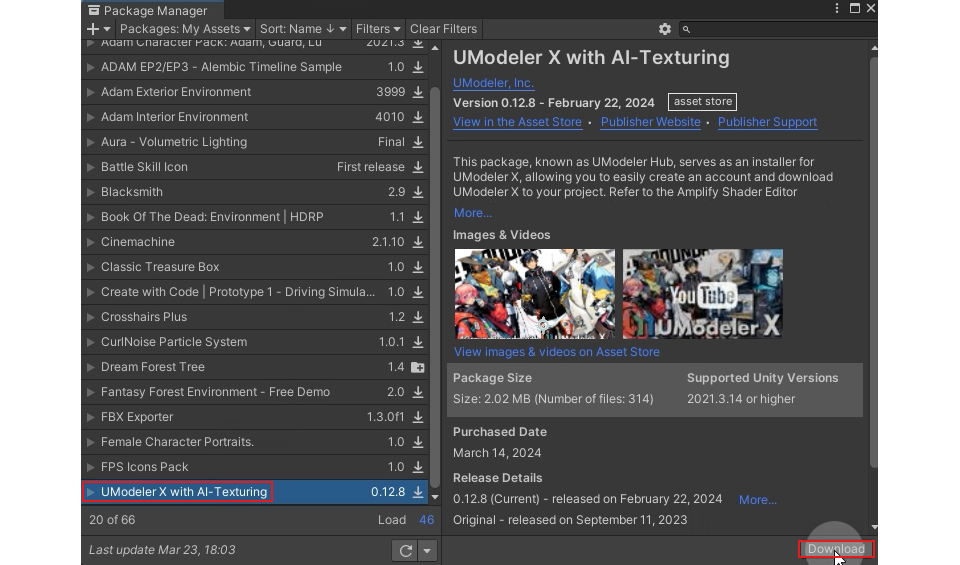 Package Manager
Packages: My Assets
Sort: Name ↓
Filters
Clear Filters
Adam Character Pack: Adam, Guard, Lu 2021.3
ADAM EP2/EP3 - Alembic Timeline Sample 1.0
Adam Exterior Environment 3999
Adam Interior Environment 4010
Aura - Volumetric Lighting Final
Battle Skill Icon First release
Blacksmith 2.9
Book Of The Dead: Environment | HDRP 1.1
Cinemachine 2.1.10
Classic Treasure Box 1.0
Create with Code | Prototype 1 - Driving Simula... 1.0
Crosshairs Plus 1.2
CurlNoise Particle System 1.0.1
Dream Forest Tree 1.4
Fantasy Forest Environment - Free Demo 2.0
FBX Exporter 1.3.0f1
Female Character Portraits. 1.0
FPS Icons Pack 1.0
UModeler X with AI-Texturing 0.12.8
20 of 66 Load 46
Last update Mar 23, 18:03
UModeler X with AI-Texturing
UModeler, Inc.
Version 0.12.8 - February 22, 2024 asset store
View in the Asset Store • Publisher Website • Publisher Support
This package, known as UModeler Hub, serves as an installer for
UModeler X, allowing you to easily create an account and download
UModeler X to your project. Refer to the Amplify Shader Editor
More...
Images & Videos
YouTube
UModeler X
View images & videos on Asset Store
Package Size Supported Unity Versions
Size: 2.02 MB (Number of files: 314) 2021.3.14 or higher
Purchased Date
March 14, 2024
Release Details
0.12.8 (Current) - released on February 22, 2024 More...
Original - released on September 11, 2023
Download